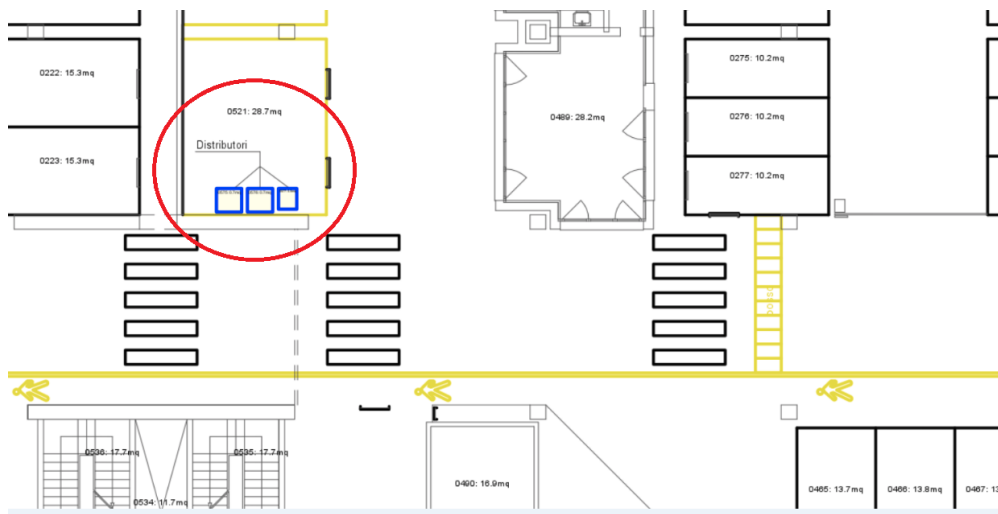 0222: 15.3mq
0521: 28.7mq
0489: 28.2mq
0275: 10.2mq
0276: 10.2mq
Distributori
0223: 15.3mq
0277: 10.2mq
0536: 17.7mq
0535: 17.7mq
0534: 11.7mq
0490: 16.9mq
0465: 13.7mq
0466: 13.8mq
0467: